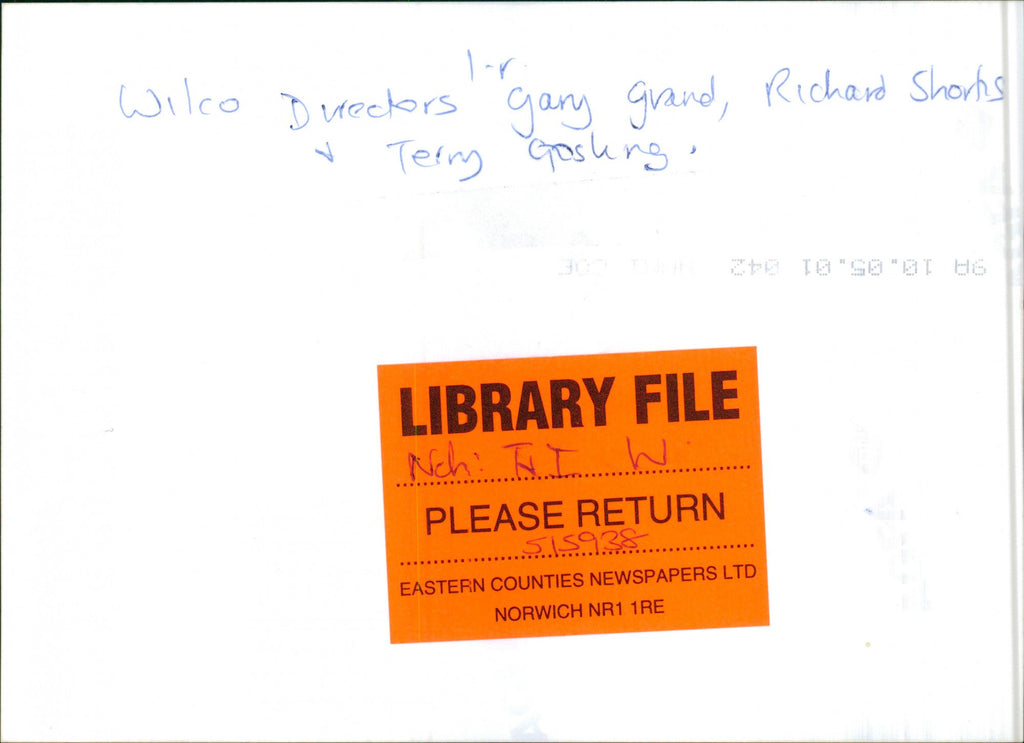 l-r
Wilco Directors Gary Grand, Richard Shorts
+ Terry Gosling.
9A 10.05.01 042
LIBRARY FILE
Nch: W
PLEASE RETURN
515938
EASTERN COUNTIES NEWSPAPERS LTD
NORWICH NR1 1RE